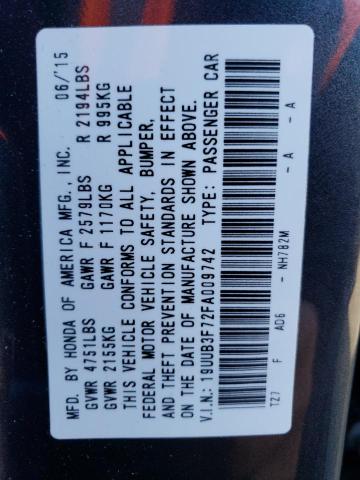 MFD. BY HONDA OF AMERICA MFG., INC. 06/'15
GVWR 4751LBS GAWR F 2579LBS R 2194LBS
GVWR 2155KG GAWR F 1170KG R 995KG
THIS VEHICLE CONFORMS TO ALL APPLICABLE
FEDERAL MOTOR VEHICLE SAFETY, BUMPER,
AND THEFT PREVENTION STANDARDS IN EFFECT
ON THE DATE OF MANUFACTURE SHOWN ABOVE.
V.I.N.: 19UUB3F72FA009742 TYPE: PASSENGER CAR
TZ7 F AD6 - NH782M - A - A